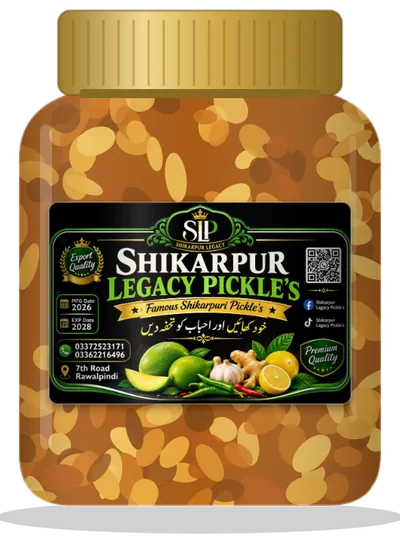 SLP
SHIKARPUR LEGACY
Export
Quality
SHIKARPUR
LEGACY PICKLE'S
Famous Shikarpuri Pickle's
خود کھائیں اور احباب کو تحفہ دیں
MFG Date
2026
EXP Date
2028
03372523171
03362216496
7th Road
Rawalpindi
Shikarpur
Legacy Pickle's
Shikarpur
Legacy Pickle's
Premium
Quality